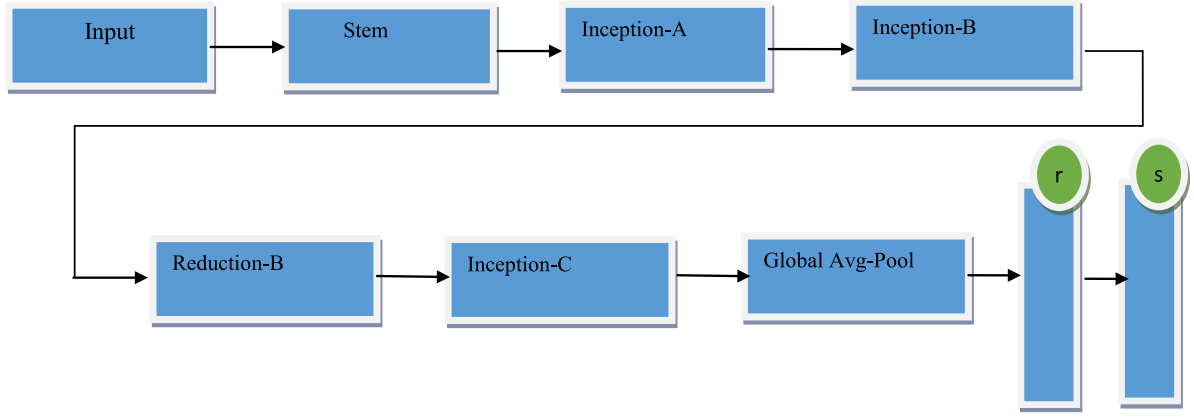 Input
Stem
Inception-A
Inception-B
Reduction-B
Inception-C
Global Avg-Pool
r
s